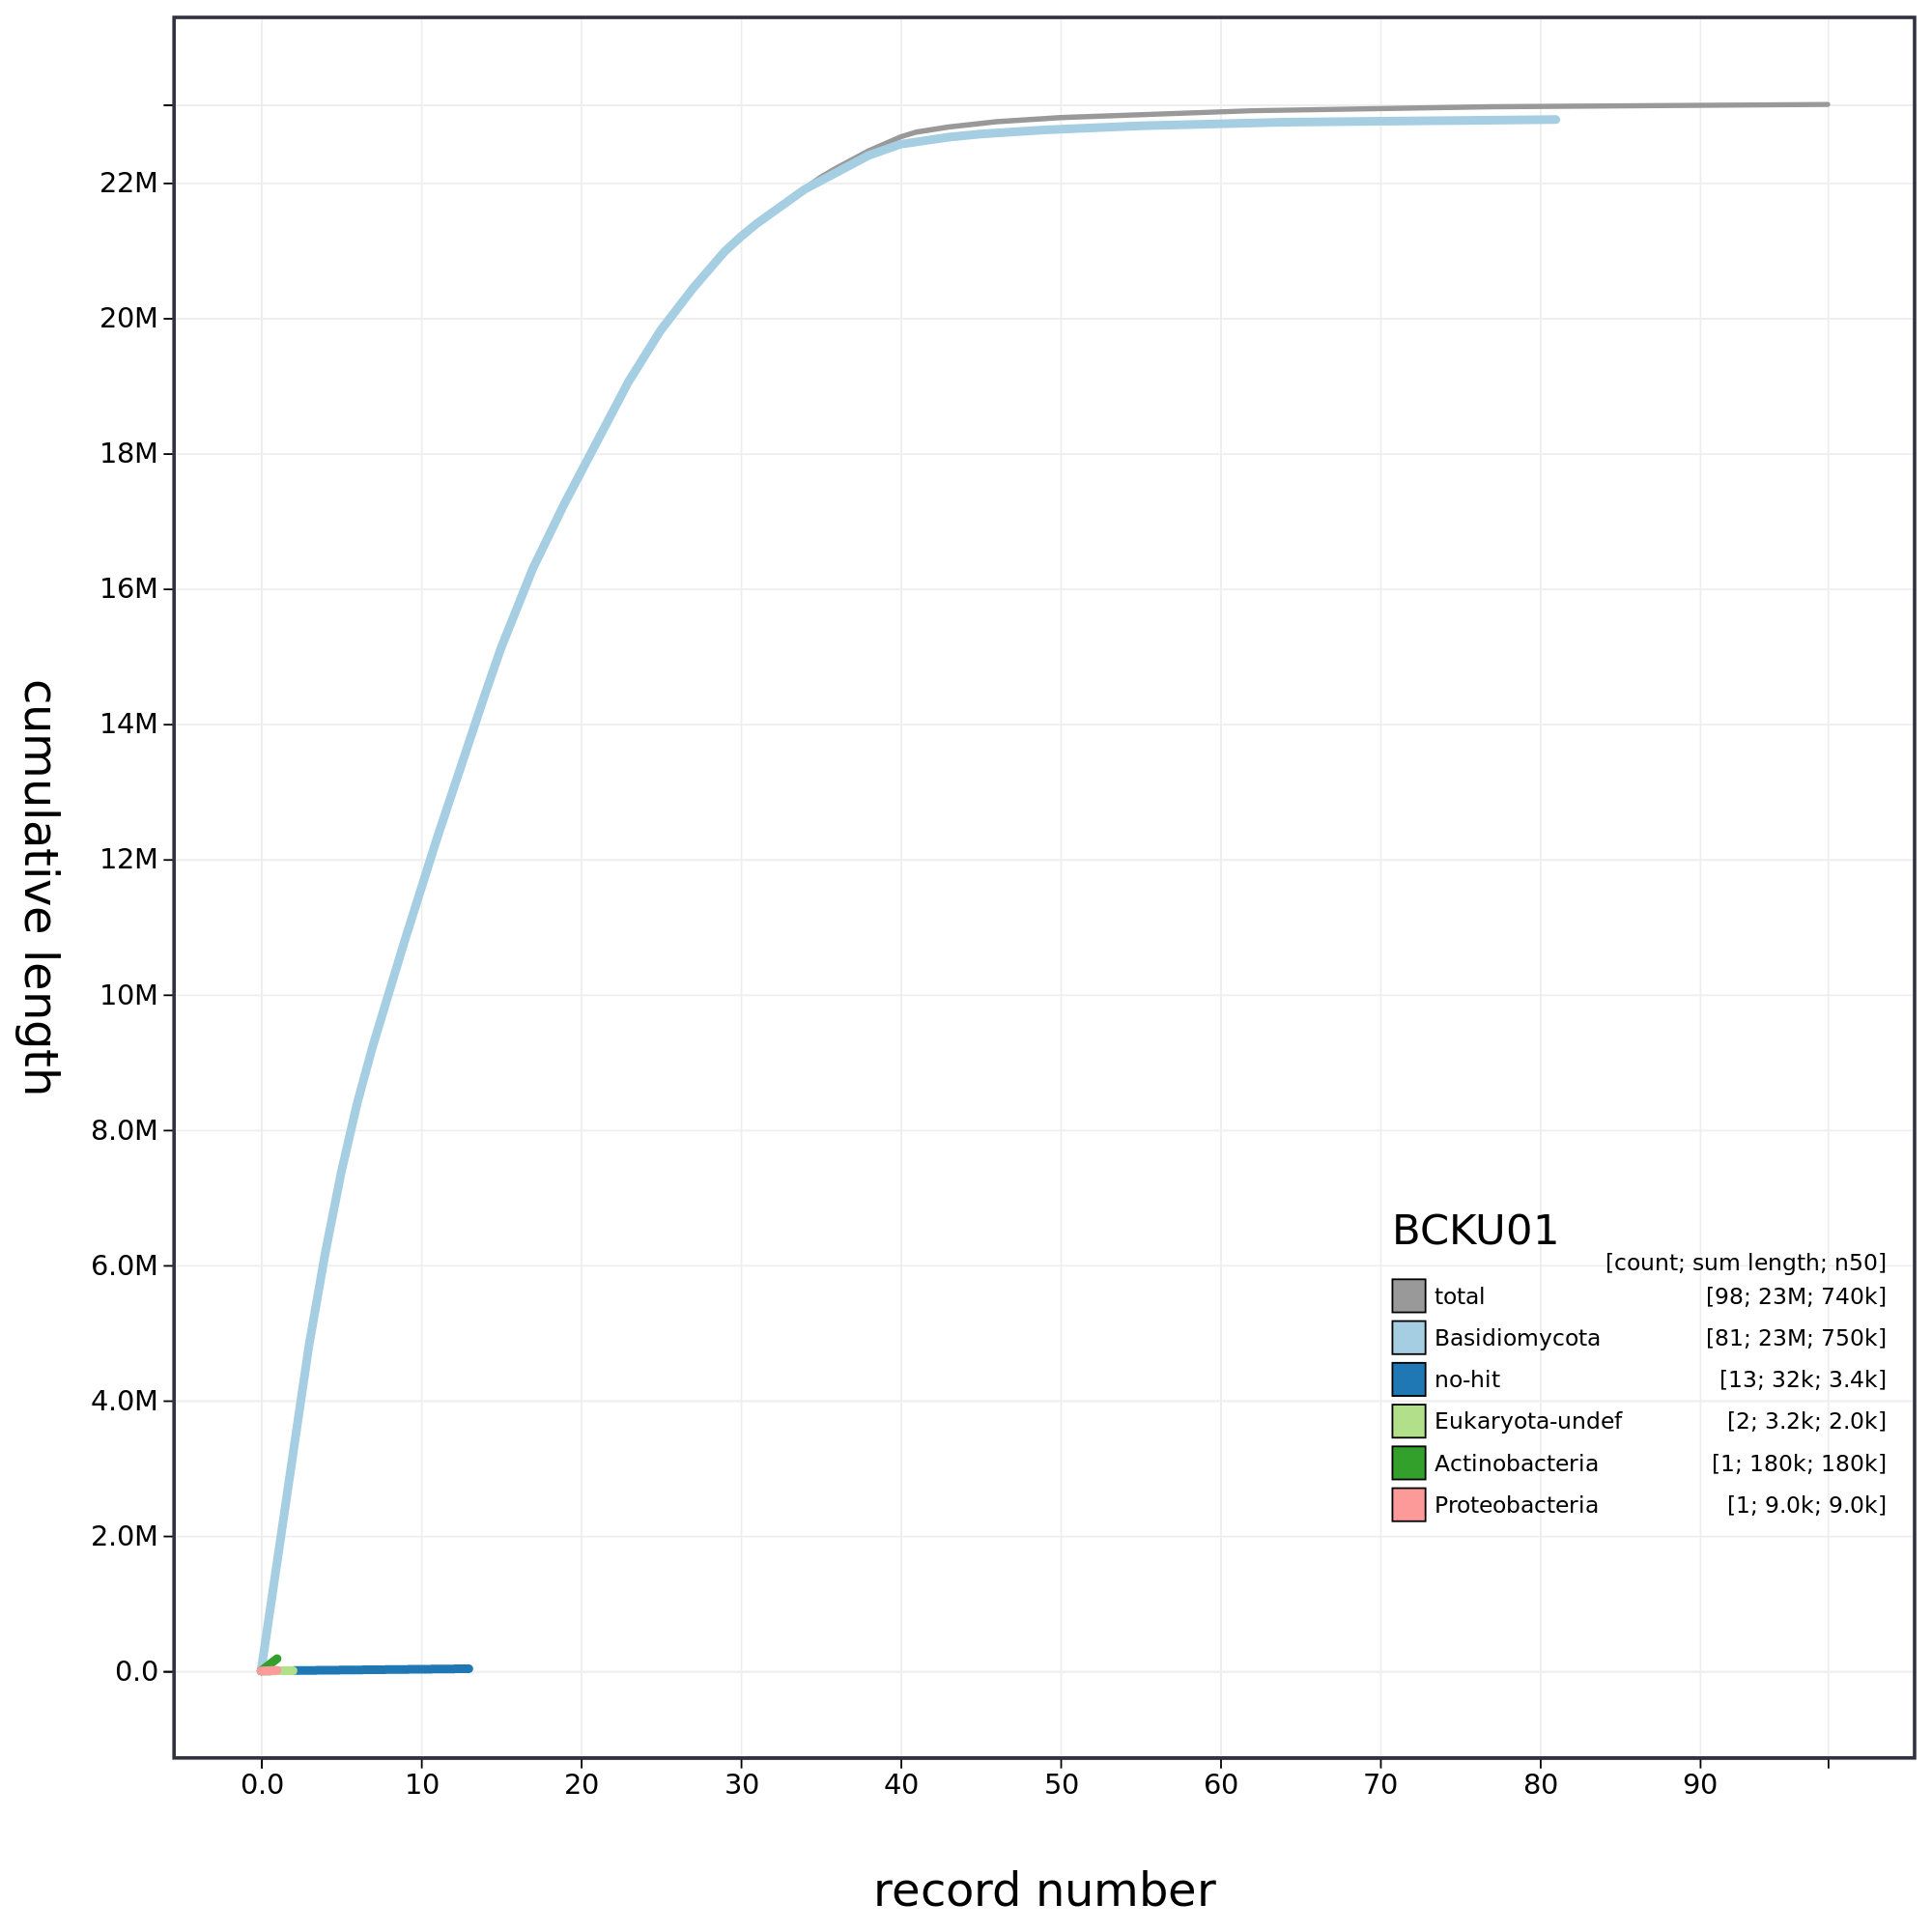 cumulative length
22M
20M
18M
16M
14M
12M
10M
8.0M
6.0M
4.0M
2.0M
0.0
BCKU01
[count; sum length; n50]
total [98; 23M; 740k]
Basidiomycota [81; 23M; 750k]
no-hit [13; 32k; 3.4k]
Eukaryota-undef [2; 3.2k; 2.0k]
Actinobacteria [1; 180k; 180k]
Proteobacteria [1; 9.0k; 9.0k]
0.0 10 20 30 40 50 60 70 80 90
record number